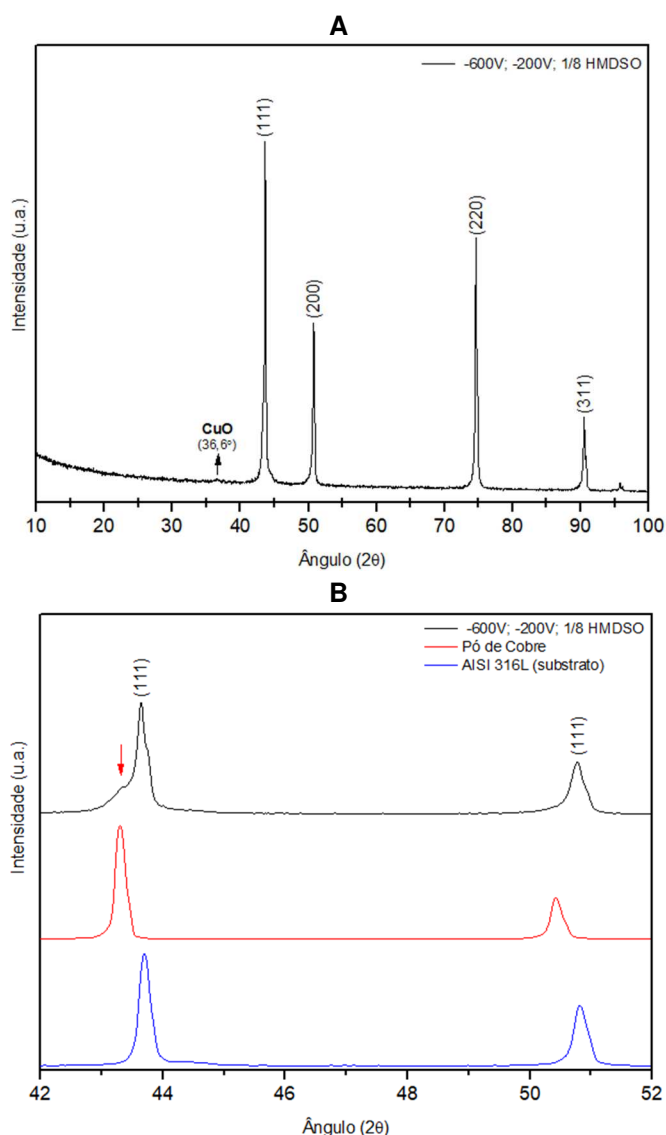 A
-600V; -200V; 1/8 HMDSO
(111)
(220)
(200)
(311)
CuO
(36,6º)
Intensidade (u.a.)
10 20 30 40 50 60 70 80 90 100
Ângulo (2θ)
B
-600V; -200V; 1/8 HMDSO
Pó de Cobre
AISI 316L (substrato)
(111)
(111)
Intensidade (u.a.)
42 44 46 48 50 52
Ângulo (2θ)